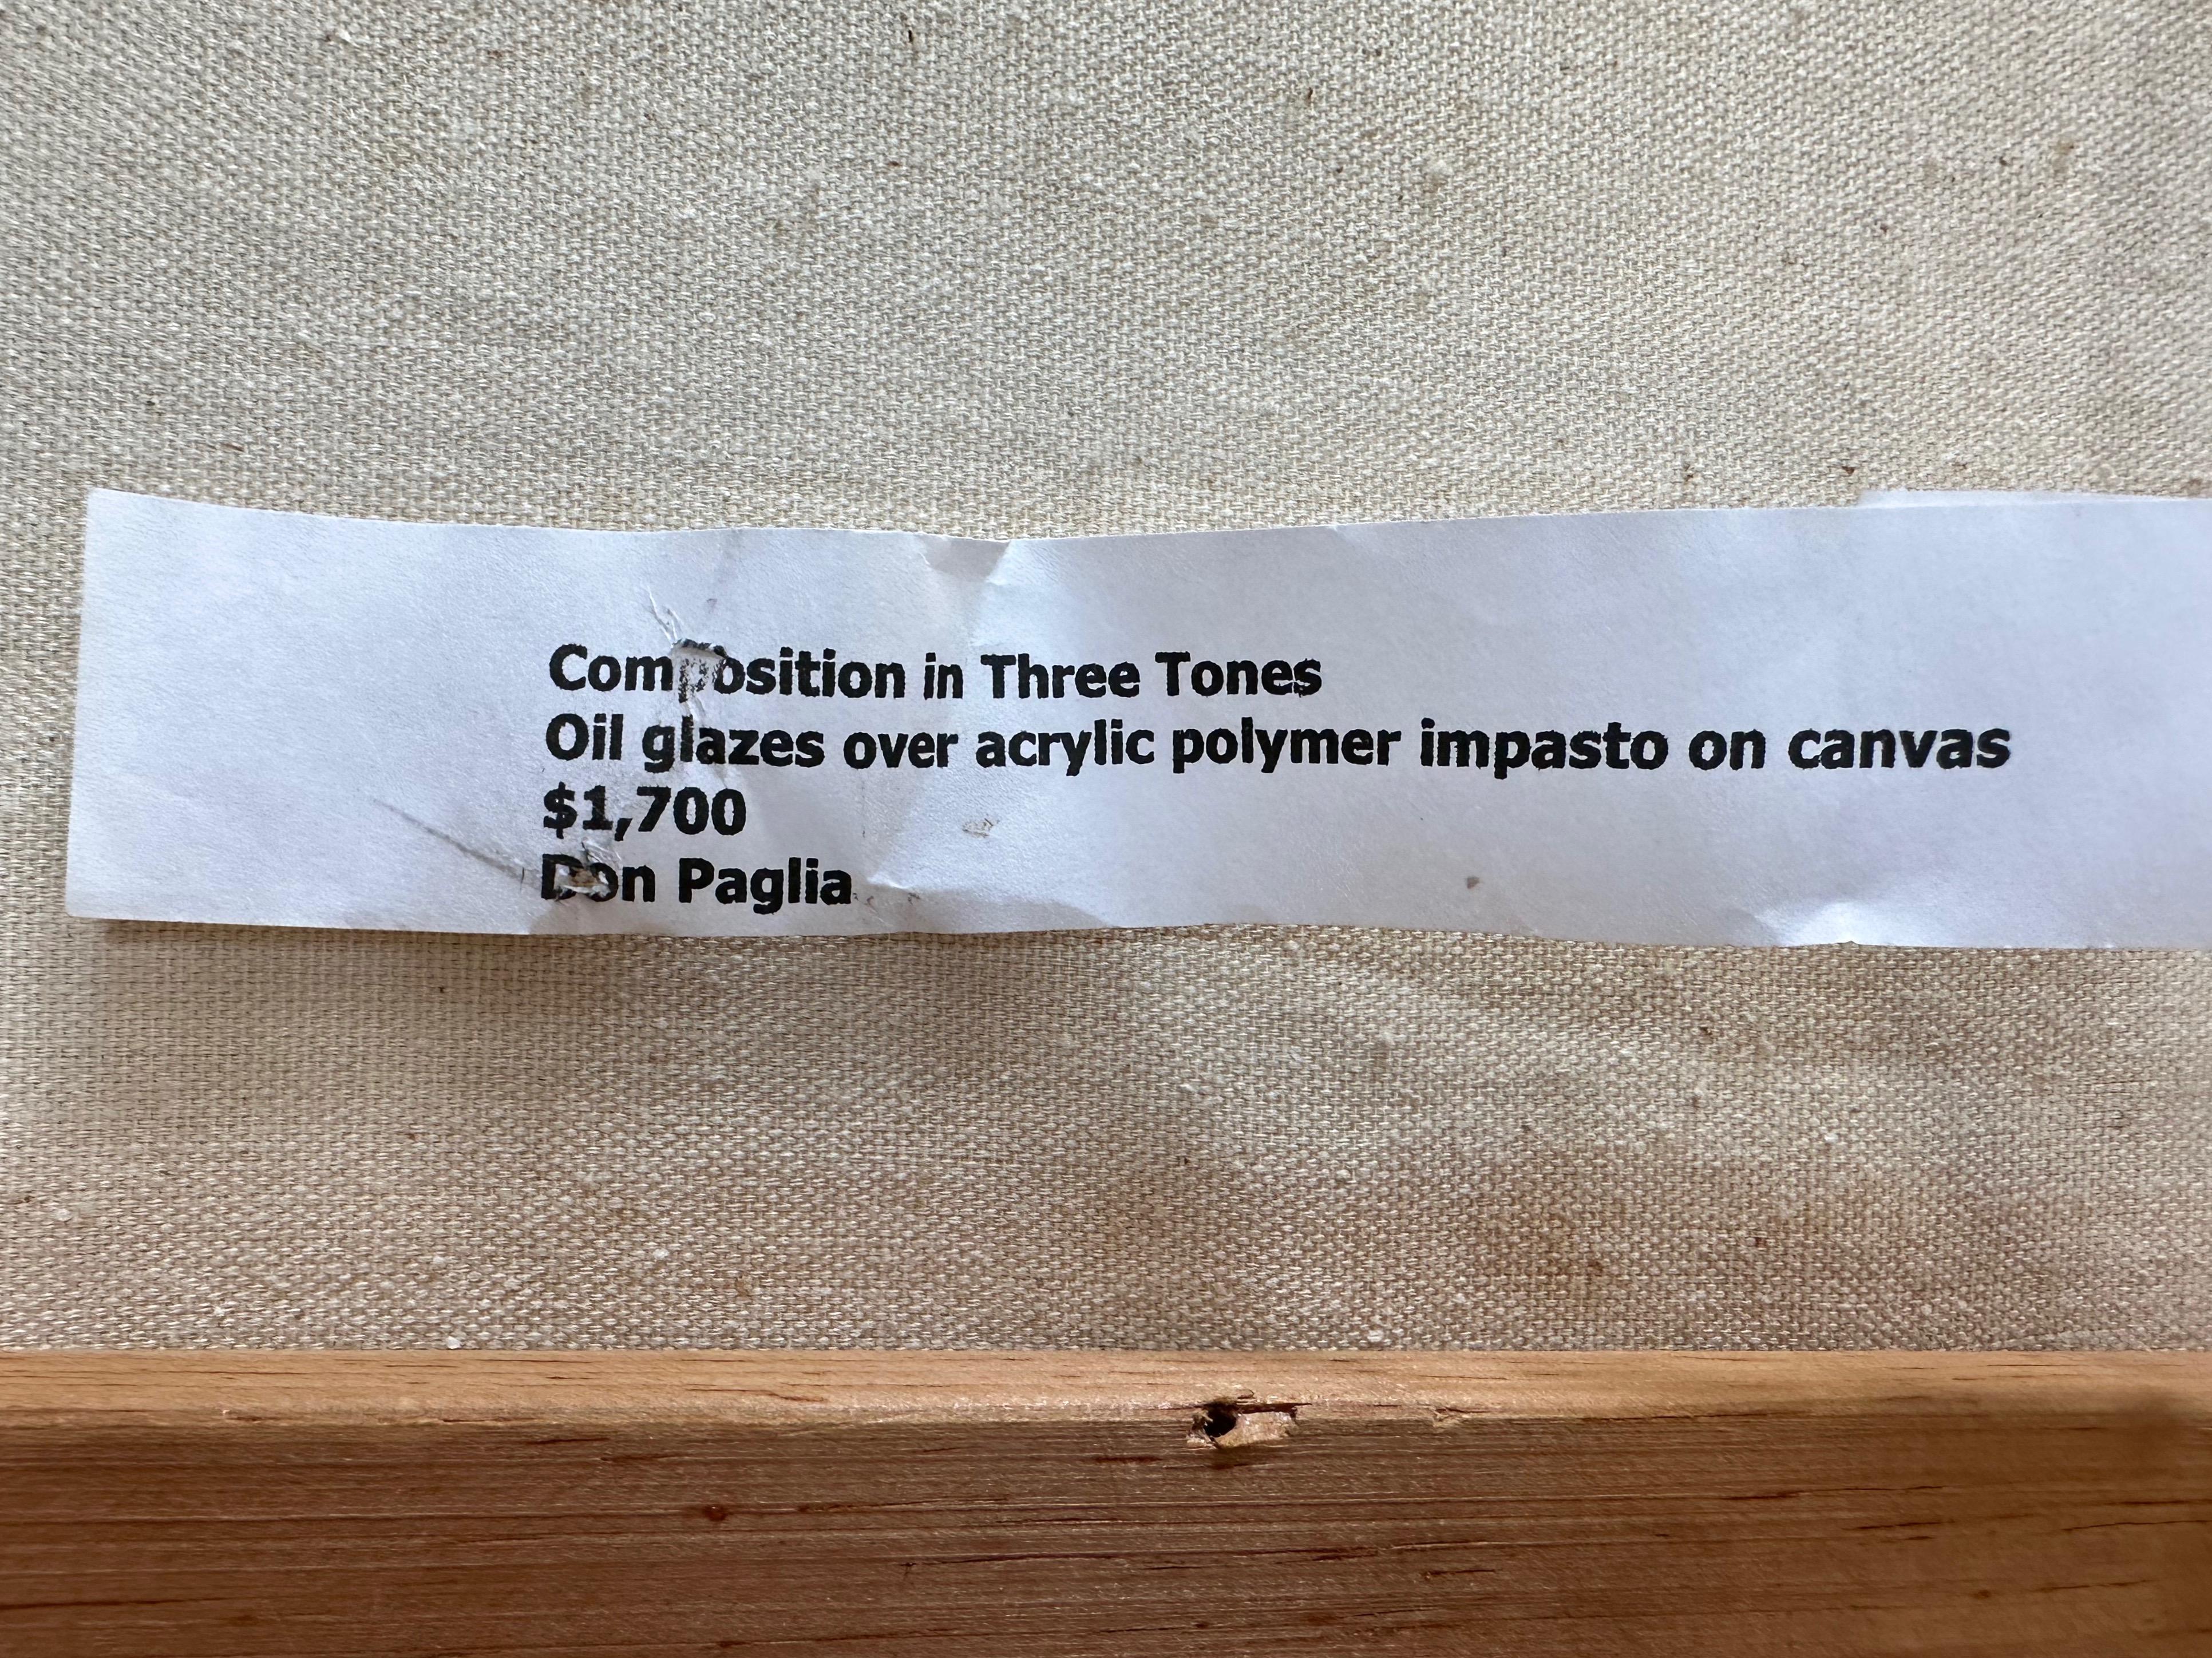 Composition in Three Tones
Oil glazes over acrylic polymer impasto on canvas
$1,700
Don Paglia